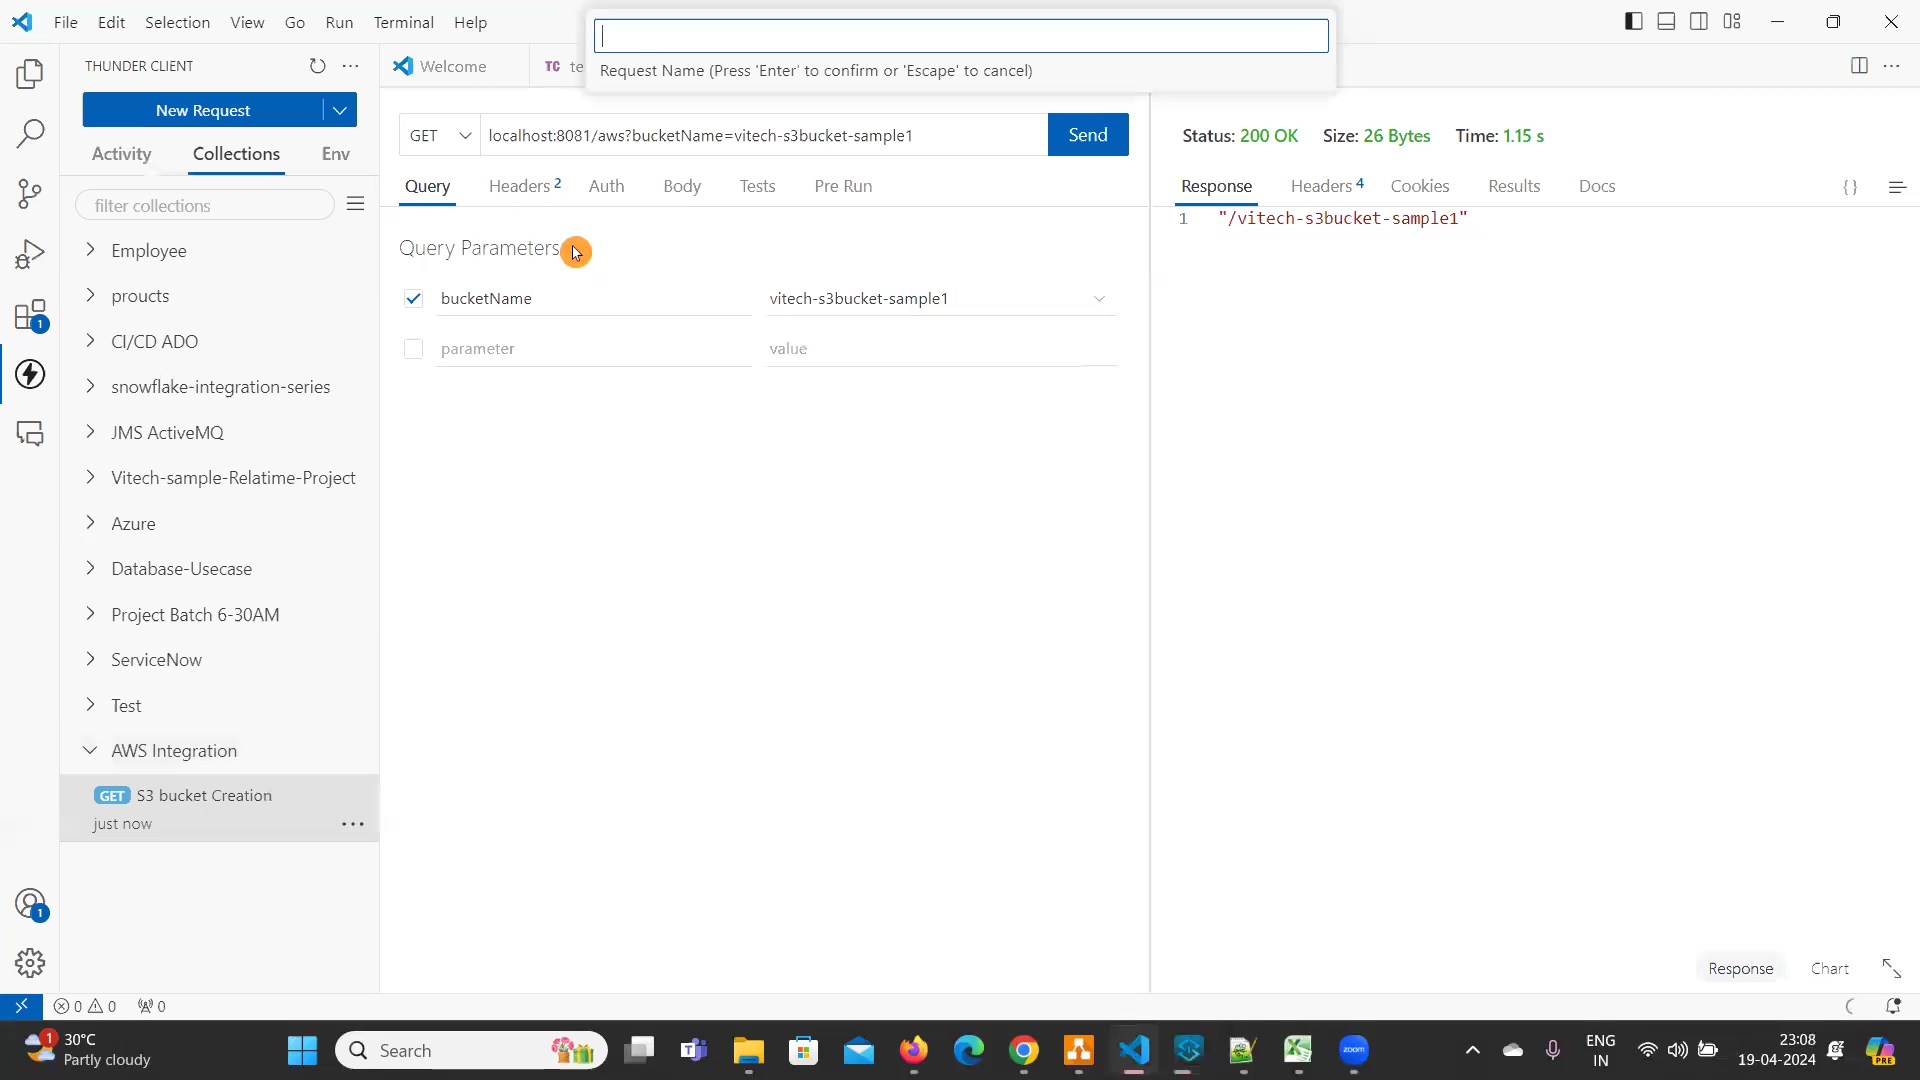 File Edit Selection View Go Run Terminal Help
Request Name (Press 'Enter' to confirm or 'Escape' to cancel)
THUNDER CLIENT
Welcome
TC te
New Request
GET localhost:8081/aws?bucketName=vitech-s3bucket-sample1 Send
Status: 200 OK Size: 26 Bytes Time: 1.15 s
Activity Collections Env
Query Headers 2 Auth Body Tests Pre Run
Response Headers 4 Cookies Results Docs {}
filter collections
1 "/vitech-s3bucket-sample1"
Query Parameters
bucketName vitech-s3bucket-sample1
parameter value
Employee
proucts
CI/CD ADO
snowflake-integration-series
JMS ActiveMQ
Vitech-sample-Relatime-Project
Azure
Database-Usecase
Project Batch 6-30AM
ServiceNow
Test
AWS Integration
GET S3 bucket Creation
just now
1
1
Response Chart
0 0 0
1 30°C
Partly cloudy
Search
zoom
ENG
IN
23:08
19-04-2024
PRE